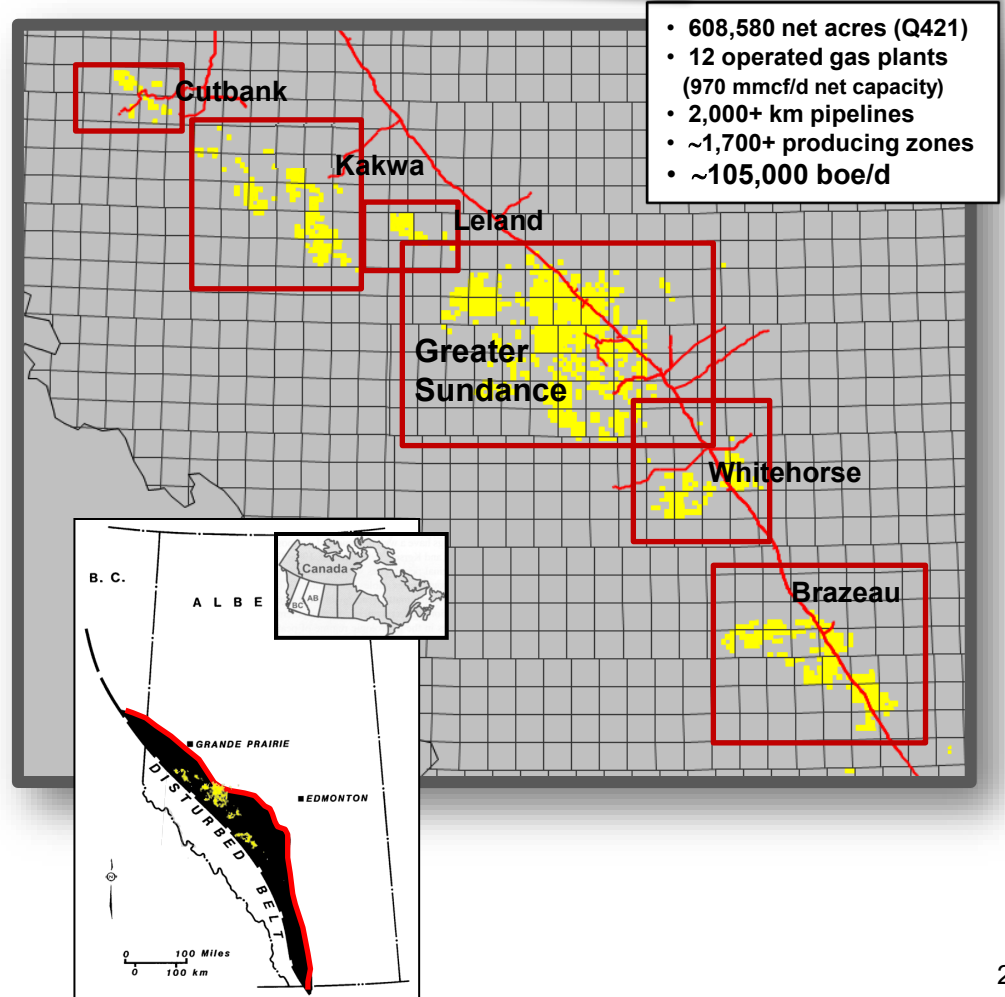 • 608,580 net acres (Q421)
• 12 operated gas plants
(970 mmcf/d net capacity)
• 2,000+ km pipelines
• ~1,700+ producing zones
• ~105,000 boe/d
Cutbank
Kakwa
Leland
Greater
Sundance
Whitehorse
Brazeau
Canada
BC
AB
B. C.
A L B E
GRANDE PRAIRIE
EDMONTON
DISTURBED BELT
0 100 Miles
0 100 km
2